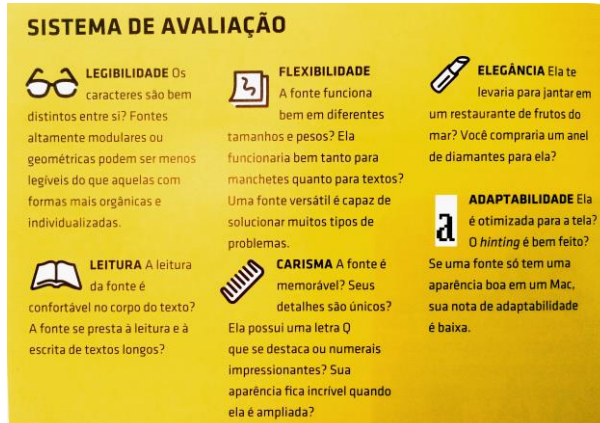 SISTEMA DE AVALIAÇÃO
LEGIBILIDADE Os
caracteres são bem
distintos entre si? Fontes
altamente modulares ou
geométricas podem ser menos
legíveis do que aquelas com
formas mais orgânicas e
individualizadas.
LEITURA A leitura
da fonte é
confortável no corpo do texto?
A fonte se presta à leitura e à
escrita de textos longos?
FLEXIBILIDADE
A fonte funciona
bem em diferentes
tamanhos e pesos? Ela
funcionaria bem tanto para
manchetes quanto para textos?
Uma fonte versátil é capaz de
solucionar muitos tipos de
problemas.
CARISMA A fonte é
memorável? Seus
detalhes são únicos?
Ela possui uma letra Q
que se destaca ou numerais
impressionantes? Sua
aparência fica incrível quando
ela é ampliada?
ELEGÂNCIA Ela te
levaria para jantar em
um restaurante de frutos do
mar? Você compraria um anel
de diamantes para ela?
a
ADAPTABILIDADE Ela
é otimizada para a tela?
O hinting é bem feito?
Se uma fonte só tem uma
aparência boa em um Mac,
sua nota de adaptabilidade
é baixa.